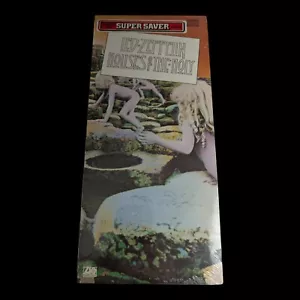 SUPER SAVER
LED ZEPPELIN
HOUSES OF THE HOLY